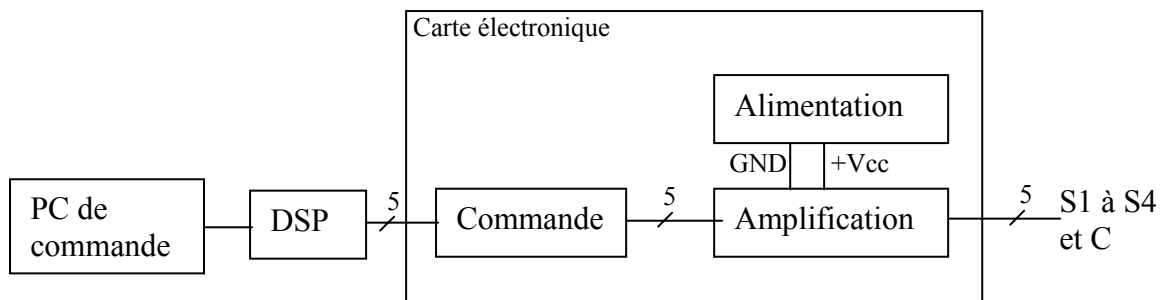 Carte électronique
Alimentation
GND
+Vcc
PC de
commande
DSP
5
Commande
5
Amplification
5
S1 à S4
et C